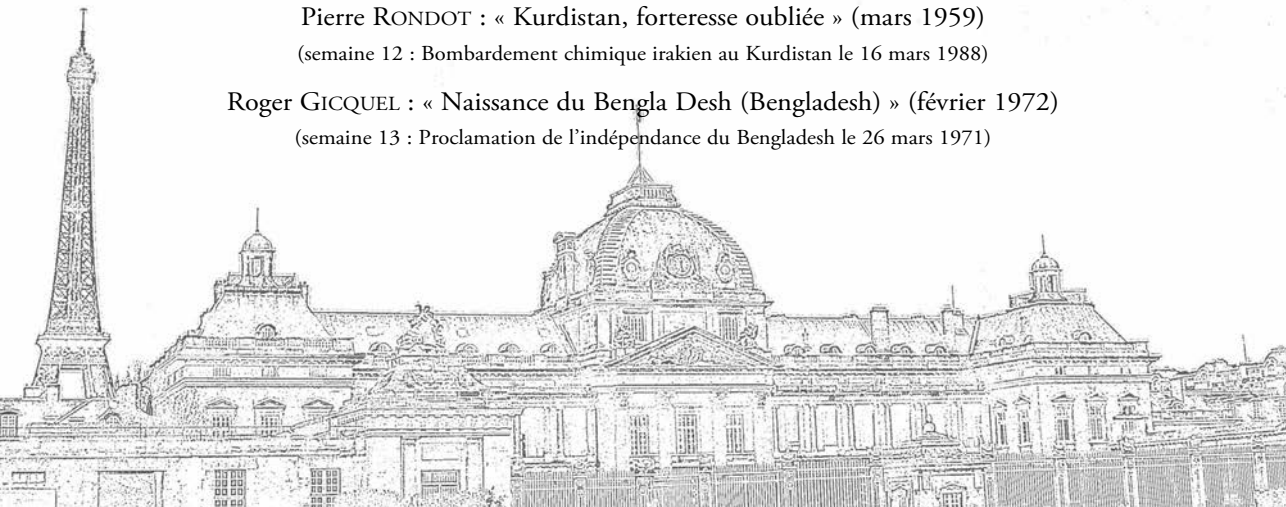 Pierre RONDOT : « Kurdistan, forteresse oubliée » (mars 1959)
(semaine 12 : Bombardement chimique irakien au Kurdistan le 16 mars 1988)
Roger GICQUEL : « Naissance du Bengla Desh (Bengladesh) » (février 1972)
(semaine 13 : Proclamation de l’indépendance du Bengladesh le 26 mars 1971)